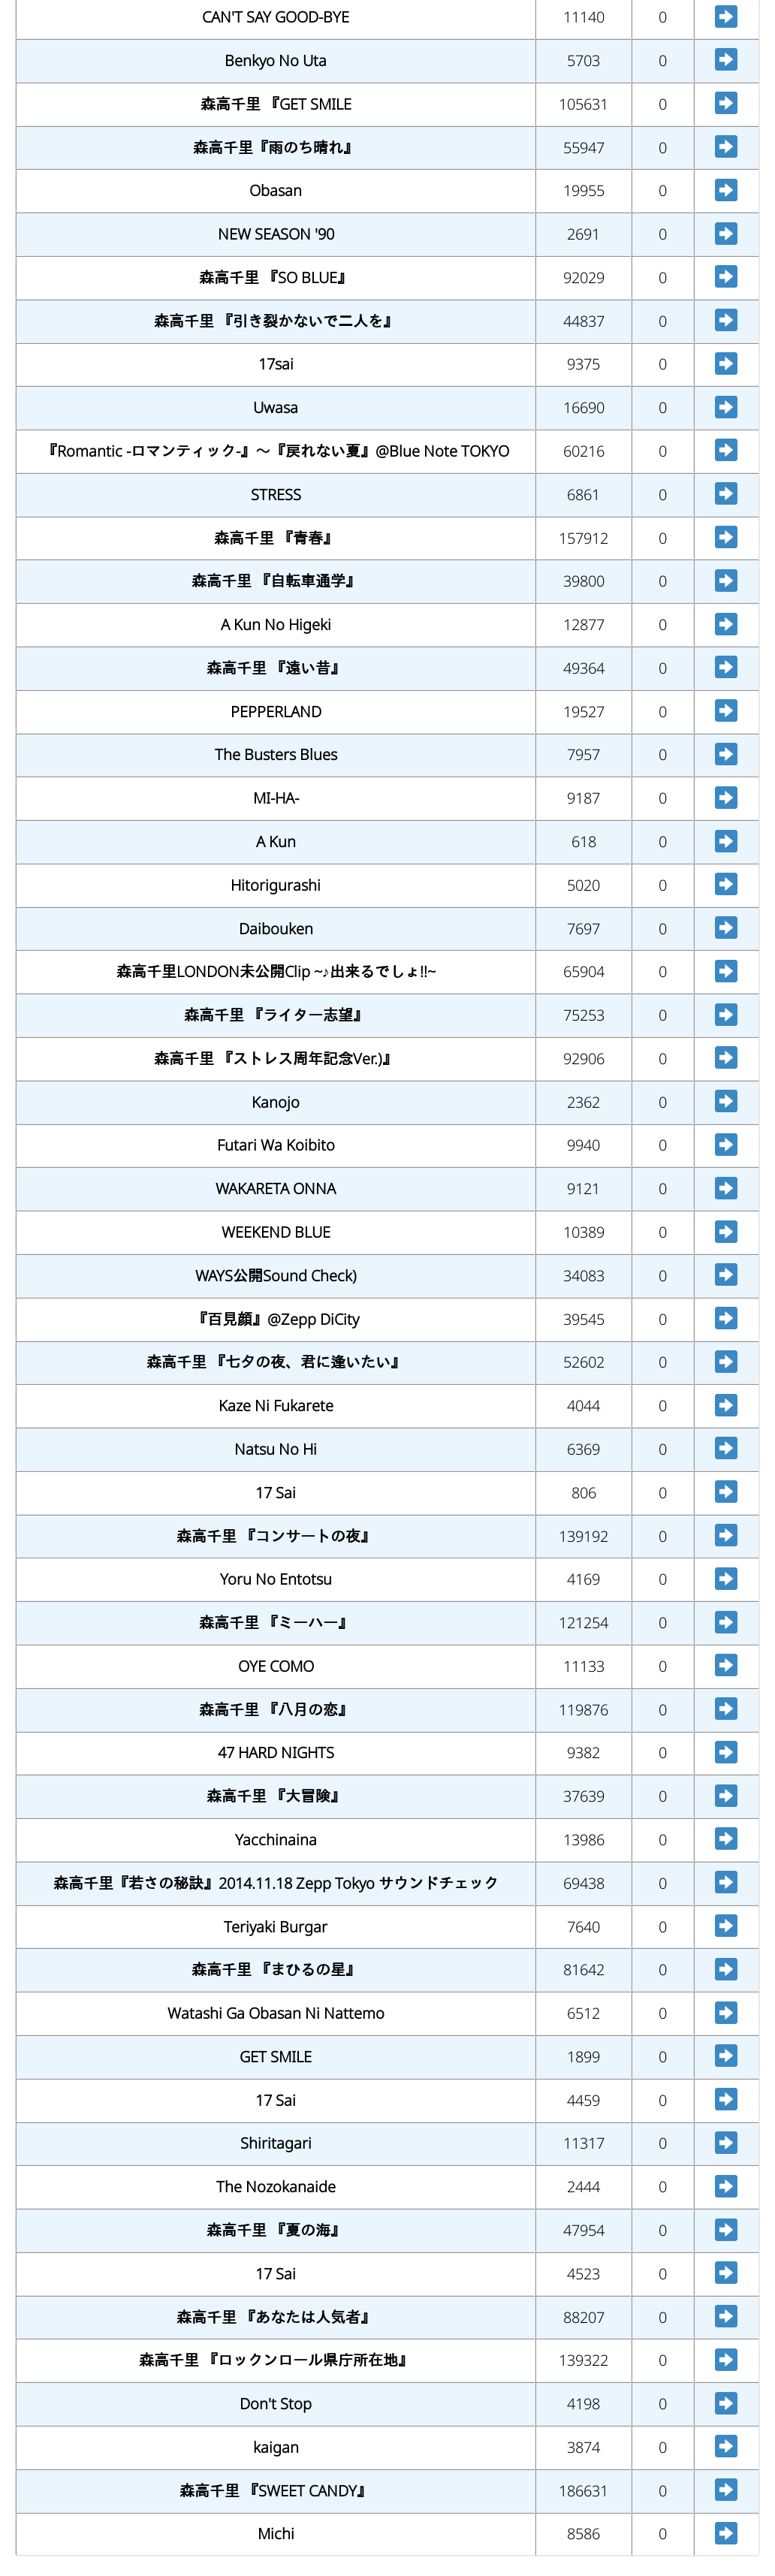 CAN'T SAY GOOD-BYE 11140 0
Benkyo No Uta 5703 0
森高千里 『GET SMILE 105631 0
森高千里『雨のち晴れ』 55947 0
Obasan 19955 0
NEW SEASON '90 2691 0
森高千里 『SO BLUE』 92029 0
森高千里 『引き裂かないで二人を』 44837 0
17sai 9375 0
Uwasa 16690 0
『Romantic -ロマンティック-』～『戻れない夏』@Blue Note TOKYO 60216 0
STRESS 6861 0
森高千里 『青春』 157912 0
森高千里 『自転車通学』 39800 0
A Kun No Higeki 12877 0
森高千里 『遠い昔』 49364 0
PEPPERLAND 19527 0
The Busters Blues 7957 0
MI-HA- 9187 0
A Kun 618 0
Hitorigurashi 5020 0
Daibouken 7697 0
森高千里LONDON未公開Clip ~♪出来るでしょ!!~ 65904 0
森高千里 『ライター志望』 75253 0
森高千里 『ストレス周年記念Ver.)』 92906 0
Kanojo 2362 0
Futari Wa Koibito 9940 0
WAKARETA ONNA 9121 0
WEEKEND BLUE 10389 0
WAYS公開Sound Check) 34083 0
『百見顔』@Zepp DiCity 39545 0
森高千里 『七夕の夜、君に逢いたい』 52602 0
Kaze Ni Fukarete 4044 0
Natsu No Hi 6369 0
17 Sai 806 0
森高千里 『コンサートの夜』 139192 0
Yoru No Entotsu 4169 0
森高千里 『ミーハー』 121254 0
OYE COMO 11133 0
森高千里 『八月の恋』 119876 0
47 HARD NIGHTS 9382 0
森高千里 『大冒険』 37639 0
Yacchinaina 13986 0
森高千里『若さの秘訣』2014.11.18 Zepp Tokyo サウンドチェック 69438 0
Teriyaki Burgar 7640 0
森高千里 『まひるの星』 81642 0
Watashi Ga Obasan Ni Nattemo 6512 0
GET SMILE 1899 0
17 Sai 4459 0
Shiritagari 11317 0
The Nozokanaide 2444 0
森高千里 『夏の海』 47954 0
17 Sai 4523 0
森高千里 『あなたは人気者』 88207 0
森高千里 『ロックンロール県庁所在地』 139322 0
Don't Stop 4198 0
kaigan 3874 0
森高千里 『SWEET CANDY』 186631 0
Michi 8586 0